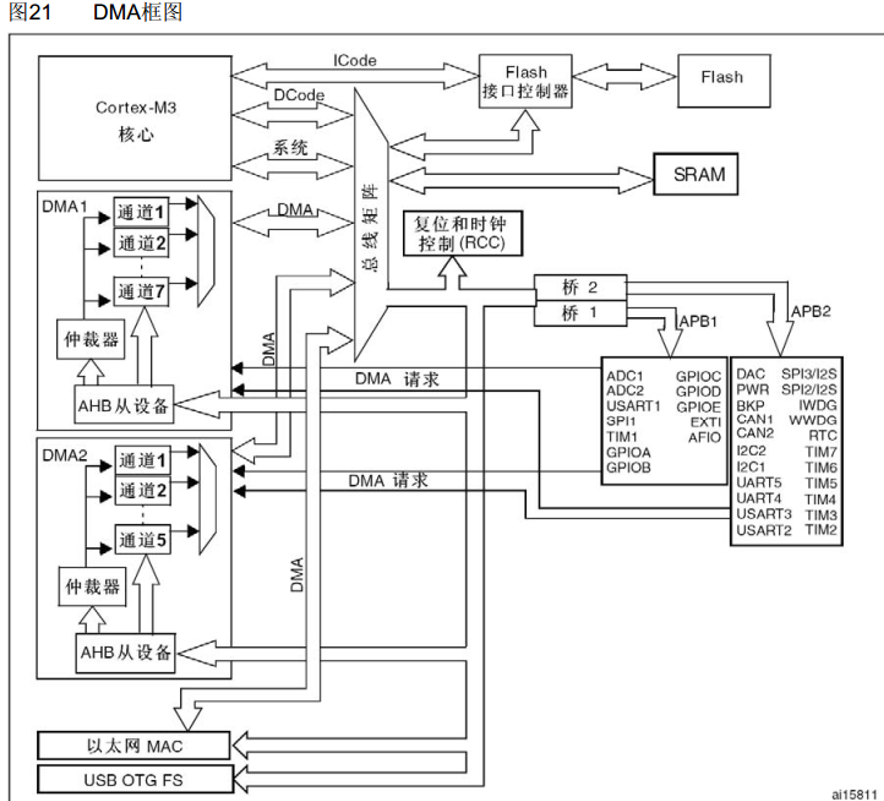 图21 DMA框图
ICode
Cortex-M3
核心
Flash
接口控制器
Flash
DCode
系统
SRAM
DMA
总线矩阵
DMA1
通道1
通道2
通道7
仲裁器
AHB从设备
复位和时钟
控制(RCC)
桥 2
桥 1
APB1
APB2
DMA
DMA 请求
ADC1 GPIOC
ADC2 GPIOD
USART1 GPIOE
SPI1 EXTI
TIM1 AFIO
GPIOA
GPIOB
DAC SPI3/I2S
PWR SPI2/I2S
BKP IWDG
CAN1 WWDG
CAN2 RTC
I2C2 TIM7
I2C1 TIM6
UART5 TIM5
UART4 TIM4
USART3 TIM3
USART2 TIM2
DMA2
通道1
通道2
通道5
仲裁器
AHB从设备
DMA 请求
DMA
以太网 MAC
USB OTG FS
ai15811